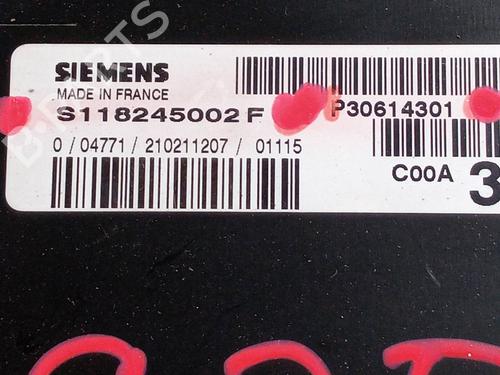 SIEMENS
MADE IN FRANCE
S118245002 F P30614301
0 / 04771 / 210211207 / 01115
C00A 3